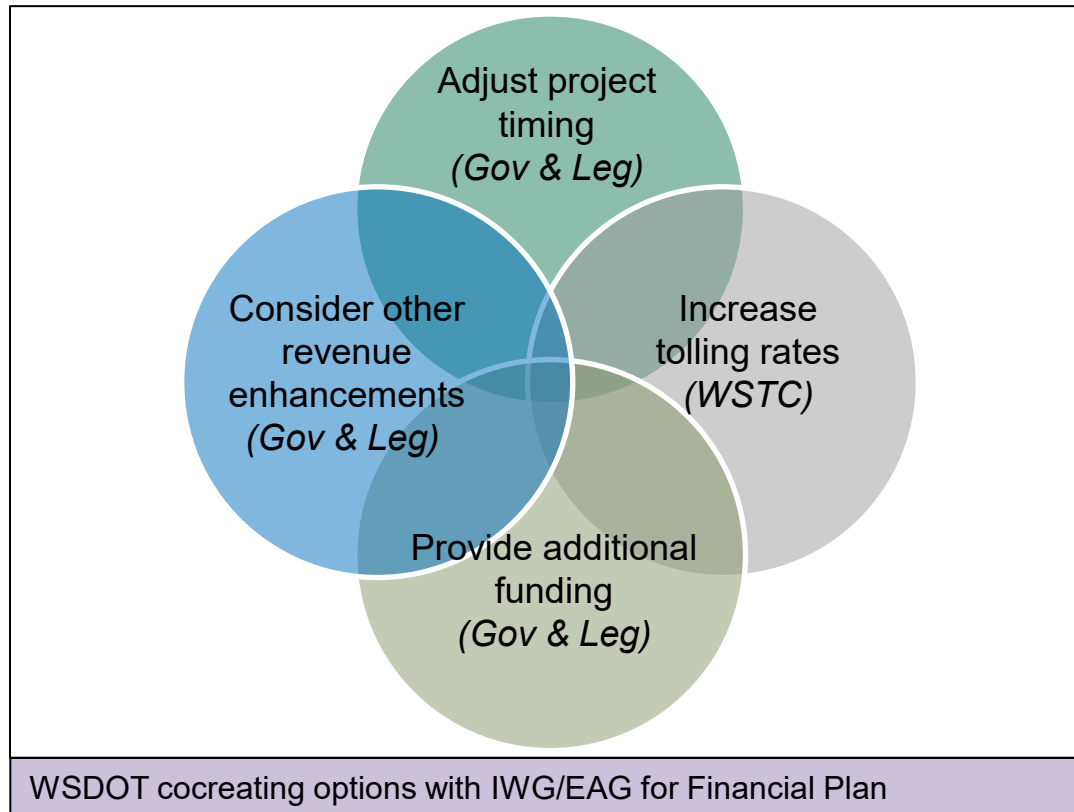 Adjust project
timing
(Gov & Leg)
Consider other
revenue
enhancements
(Gov & Leg)
Increase
tolling rates
(WSTC)
Provide additional
funding
(Gov & Leg)
WSDOT cocreating options with IWG/EAG for Financial Plan